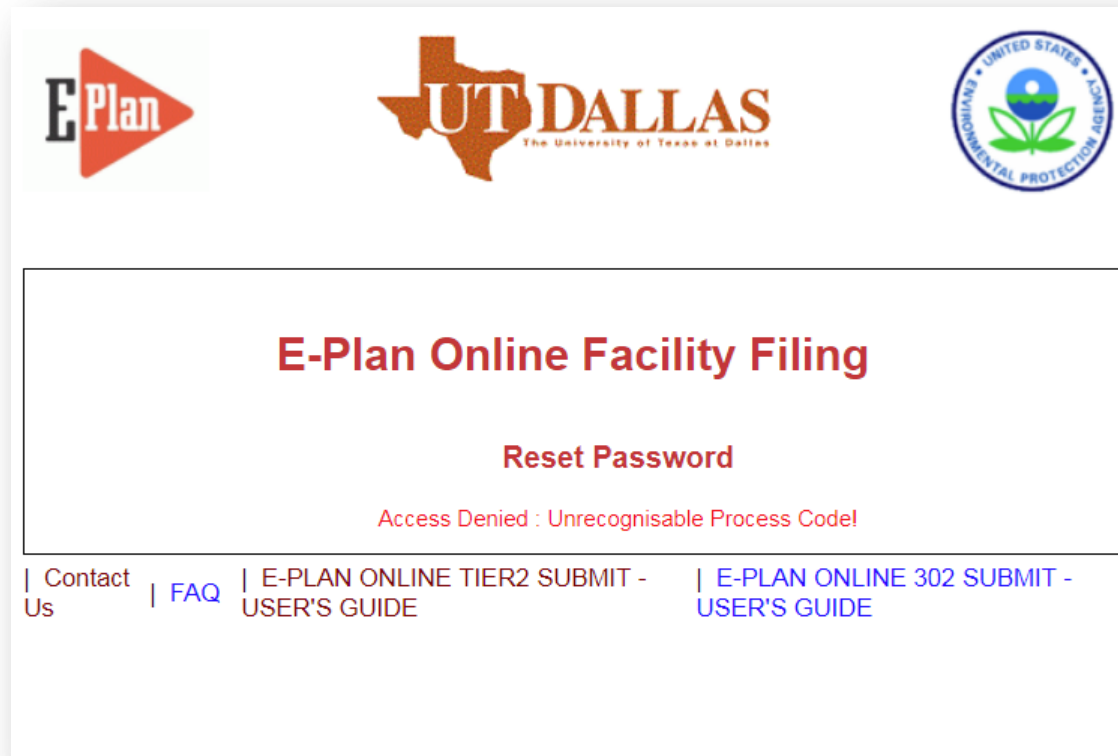 E Plan
UT DALLAS
The University of Texas at Dallas
UNITED STATES
ENVIRONMENTAL PROTECTION AGENCY
E-Plan Online Facility Filing
Reset Password
Access Denied : Unrecognisable Process Code!
| Contact Us | FAQ | E-PLAN ONLINE TIER2 SUBMIT - USER'S GUIDE | E-PLAN ONLINE 302 SUBMIT - USER'S GUIDE